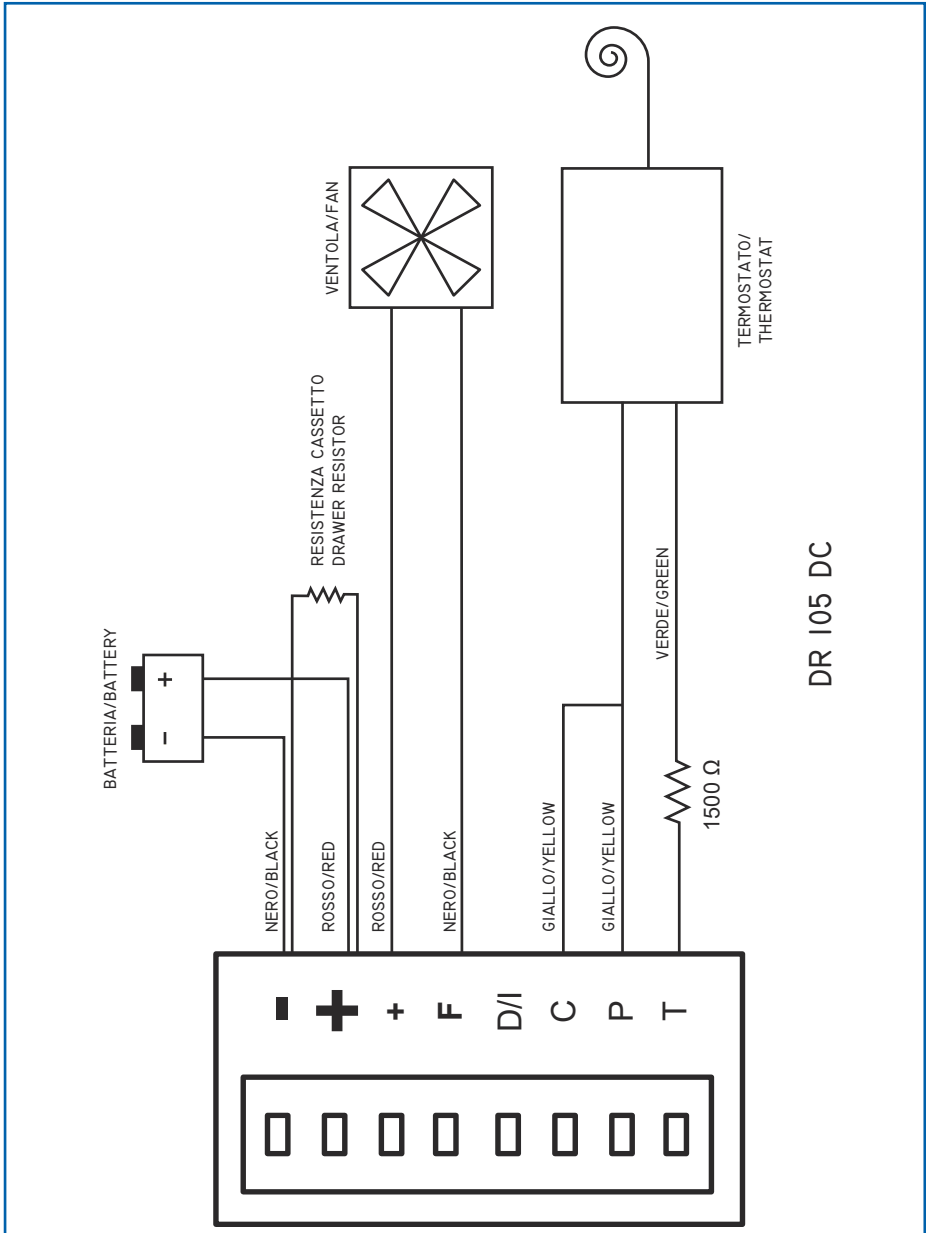 BATTERIA/BATTERY
−
+
RESISTENZA CASSETTO
DRAWER RESISTOR
VENTOLA/FAN
TERMOSTATO/
THERMOSTAT
NERO/BLACK
ROSSO/RED
ROSSO/RED
NERO/BLACK
GIALLO/YELLOW
GIALLO/YELLOW
VERDE/GREEN
1500 Ω
-
+
+
F
D/I
C
P
T
DR 105 DC